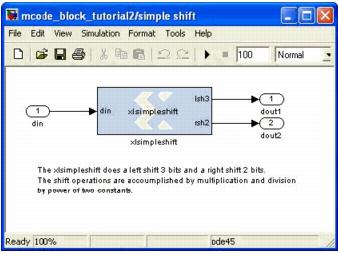 mcode_block_tutorial2/simple shift
File Edit View Simulation Format Tools Help
100 Normal
1 din lsh3 1
din xlsimpleshift dout1
rsh2 2
xlsimpleshift dout2
The xlsimpleshift does a left shift 3 bits and a right shift 2 bits.
The shift operations are accoumplished by multiplication and division
by power of two constants.
Ready 100% ode45